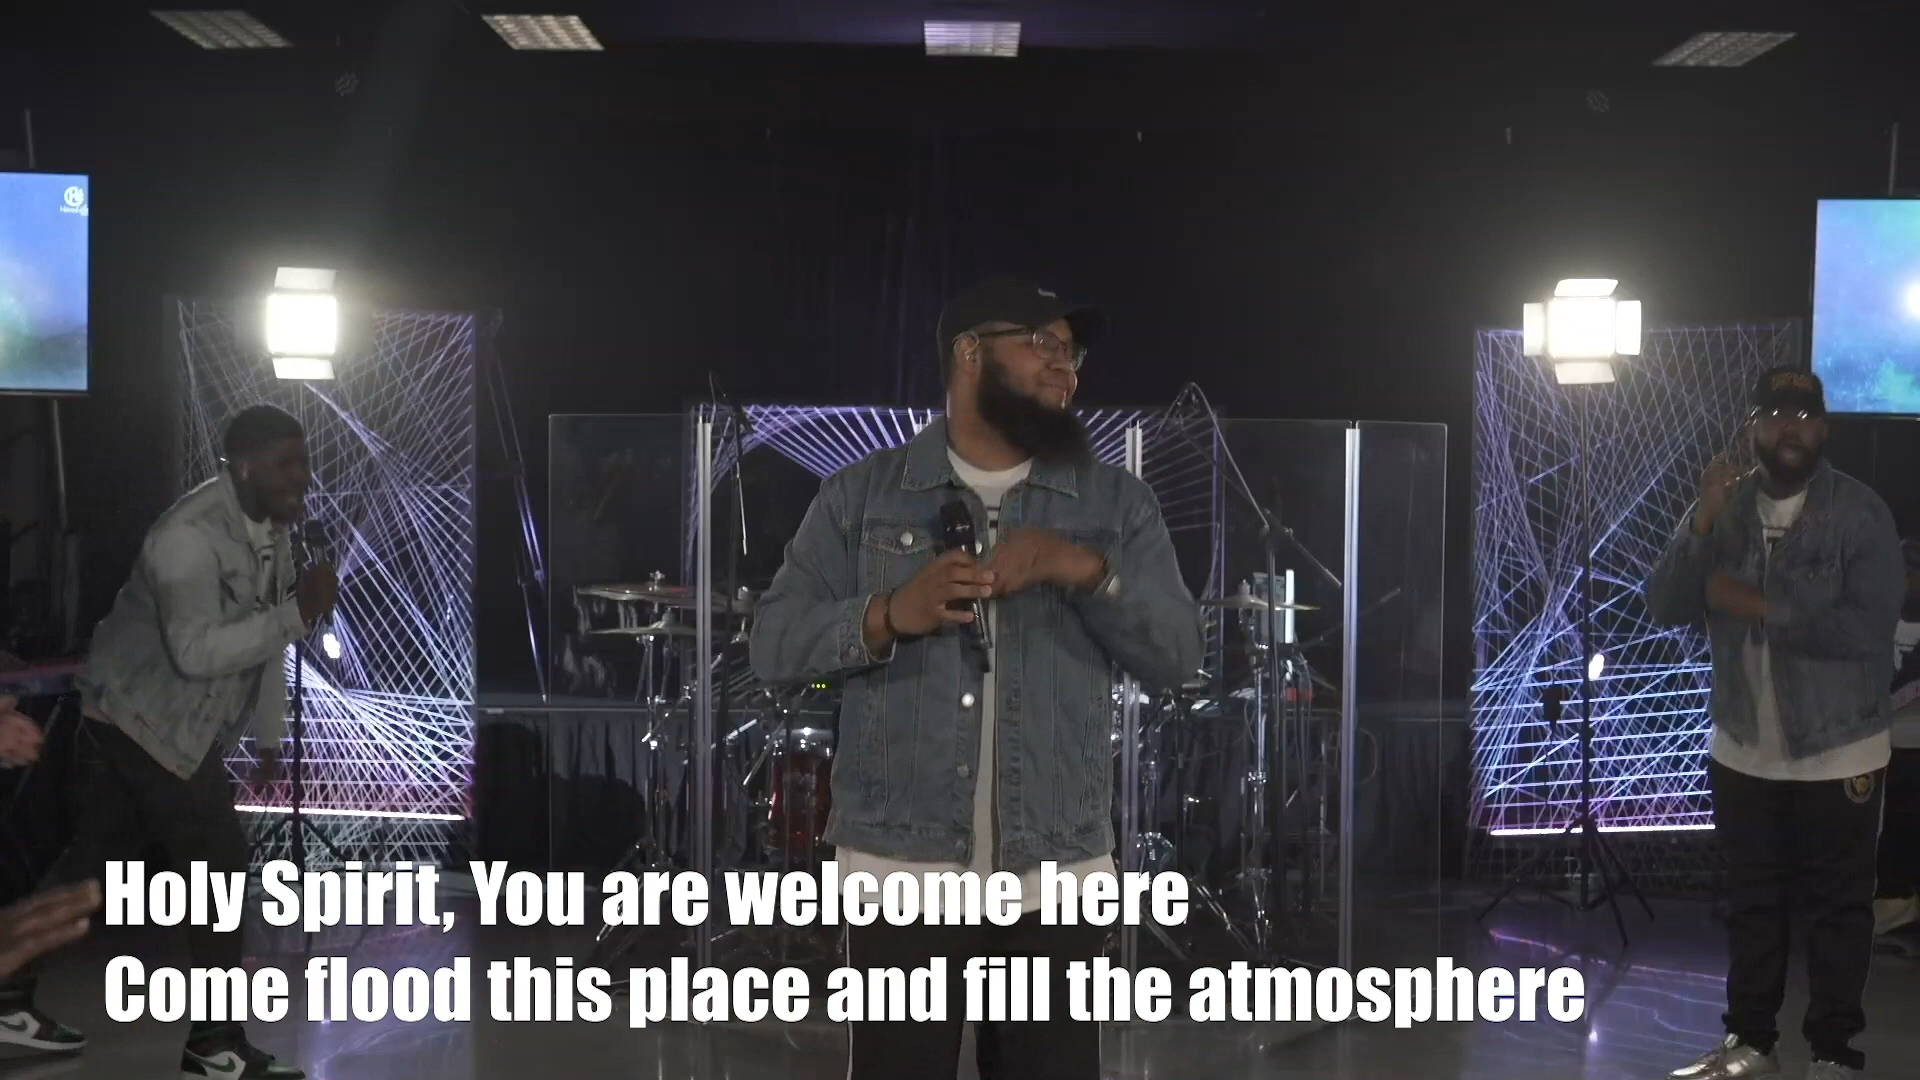 Holy Spirit, You are welcome here
Come flood this place and fill the atmosphere